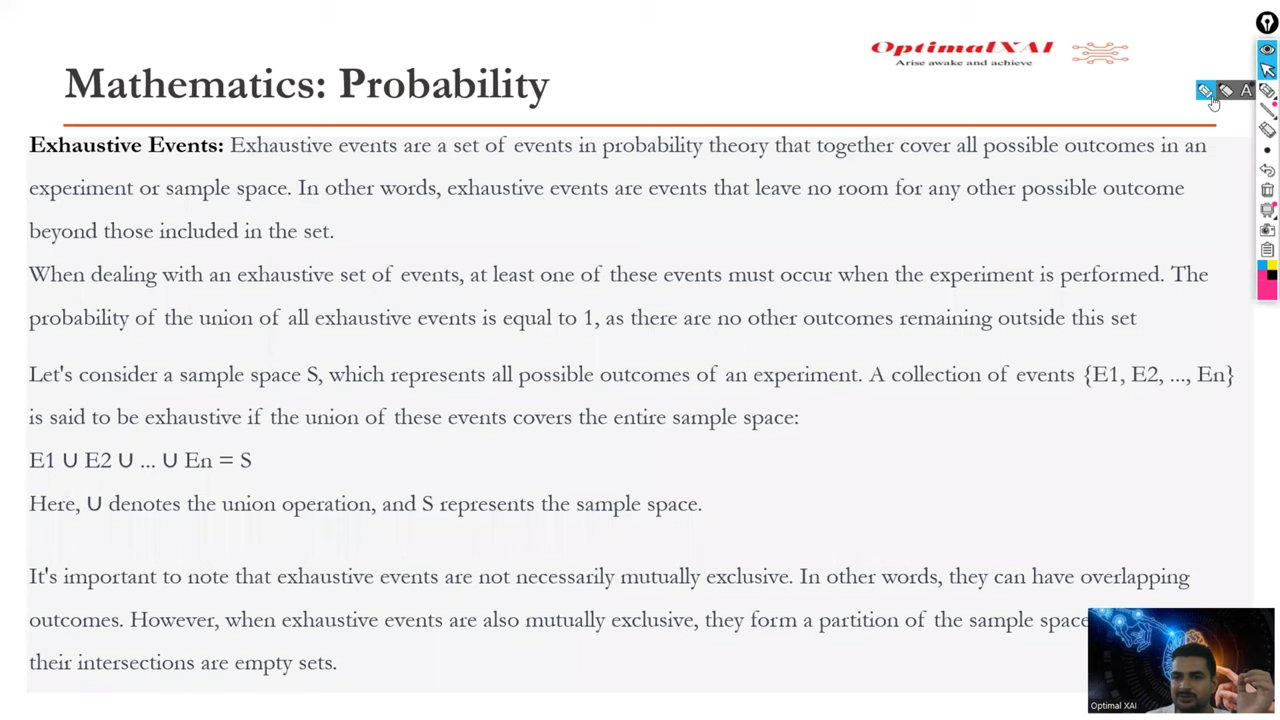 OptimalXAI
Arise awake and achieve
Mathematics: Probability
A
Exhaustive Events: Exhaustive events are a set of events in probability theory that together cover all possible outcomes in an
experiment or sample space. In other words, exhaustive events are events that leave no room for any other possible outcome
beyond those included in the set.
When dealing with an exhaustive set of events, at least one of these events must occur when the experiment is performed. The
probability of the union of all exhaustive events is equal to 1, as there are no other outcomes remaining outside this set
Let's consider a sample space S, which represents all possible outcomes of an experiment. A collection of events {E1, E2, ..., En}
is said to be exhaustive if the union of these events covers the entire sample space:
E1 ∪ E2 ∪ ... ∪ En = S
Here, ∪ denotes the union operation, and S represents the sample space.
It's important to note that exhaustive events are not necessarily mutually exclusive. In other words, they can have overlapping
outcomes. However, when exhaustive events are also mutually exclusive, they form a partition of the sample space
their intersections are empty sets.
Optimal XAI